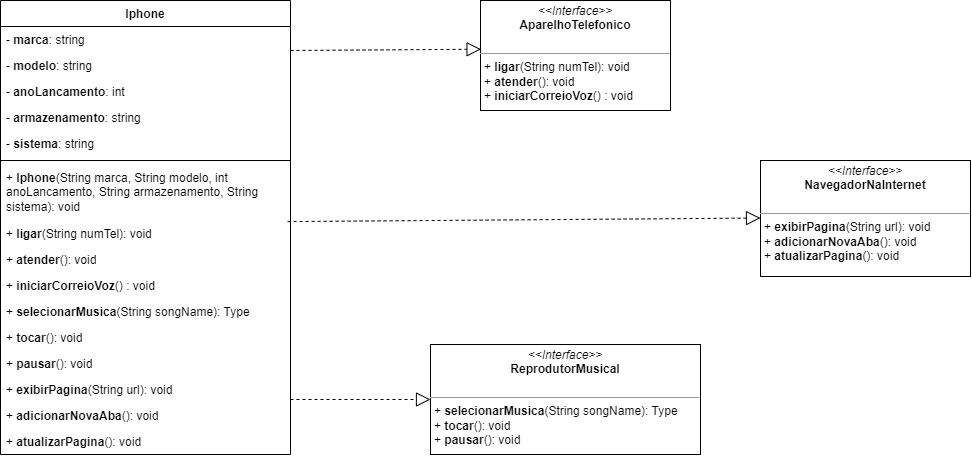 Iphone
- marca: string
- modelo: string
- anoLancamento: int
- armazenamento: string
- sistema: string
+ Iphone(String marca, String modelo, int
anoLancamento, String armazenamento, String
sistema): void
+ ligar(String numTel): void
+ atender(): void
+ iniciarCorreioVoz() : void
+ selecionarMusica(String songName): Type
+ tocar(): void
+ pausar(): void
+ exibirPagina(String url): void
+ adicionarNovaAba(): void
+ atualizarPagina(): void
<<Interface>>
AparelhoTelefonico
+ ligar(String numTel): void
+ atender(): void
+ iniciarCorreioVoz() : void
<<Interface>>
NavegadorNaInternet
+ exibirPagina(String url): void
+ adicionarNovaAba(): void
+ atualizarPagina(): void
<<Interface>>
ReprodutorMusical
+ selecionarMusica(String songName): Type
+ tocar(): void
+ pausar(): void